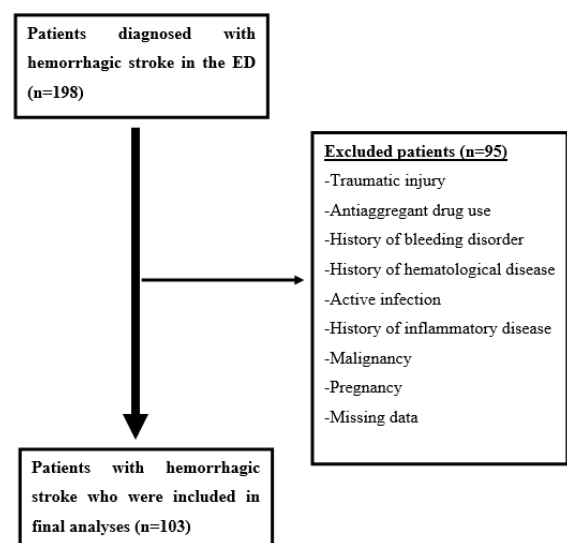 Patients diagnosed with
hemorrhagic stroke in the ED
(n=198)
Excluded patients (n=95)
-Traumatic injury
-Antiaggregant drug use
-History of bleeding disorder
-History of hematological disease
-Active infection
-History of inflammatory disease
-Malignancy
-Pregnancy
-Missing data
Patients with hemorrhagic
stroke who were included in
final analyses (n=103)